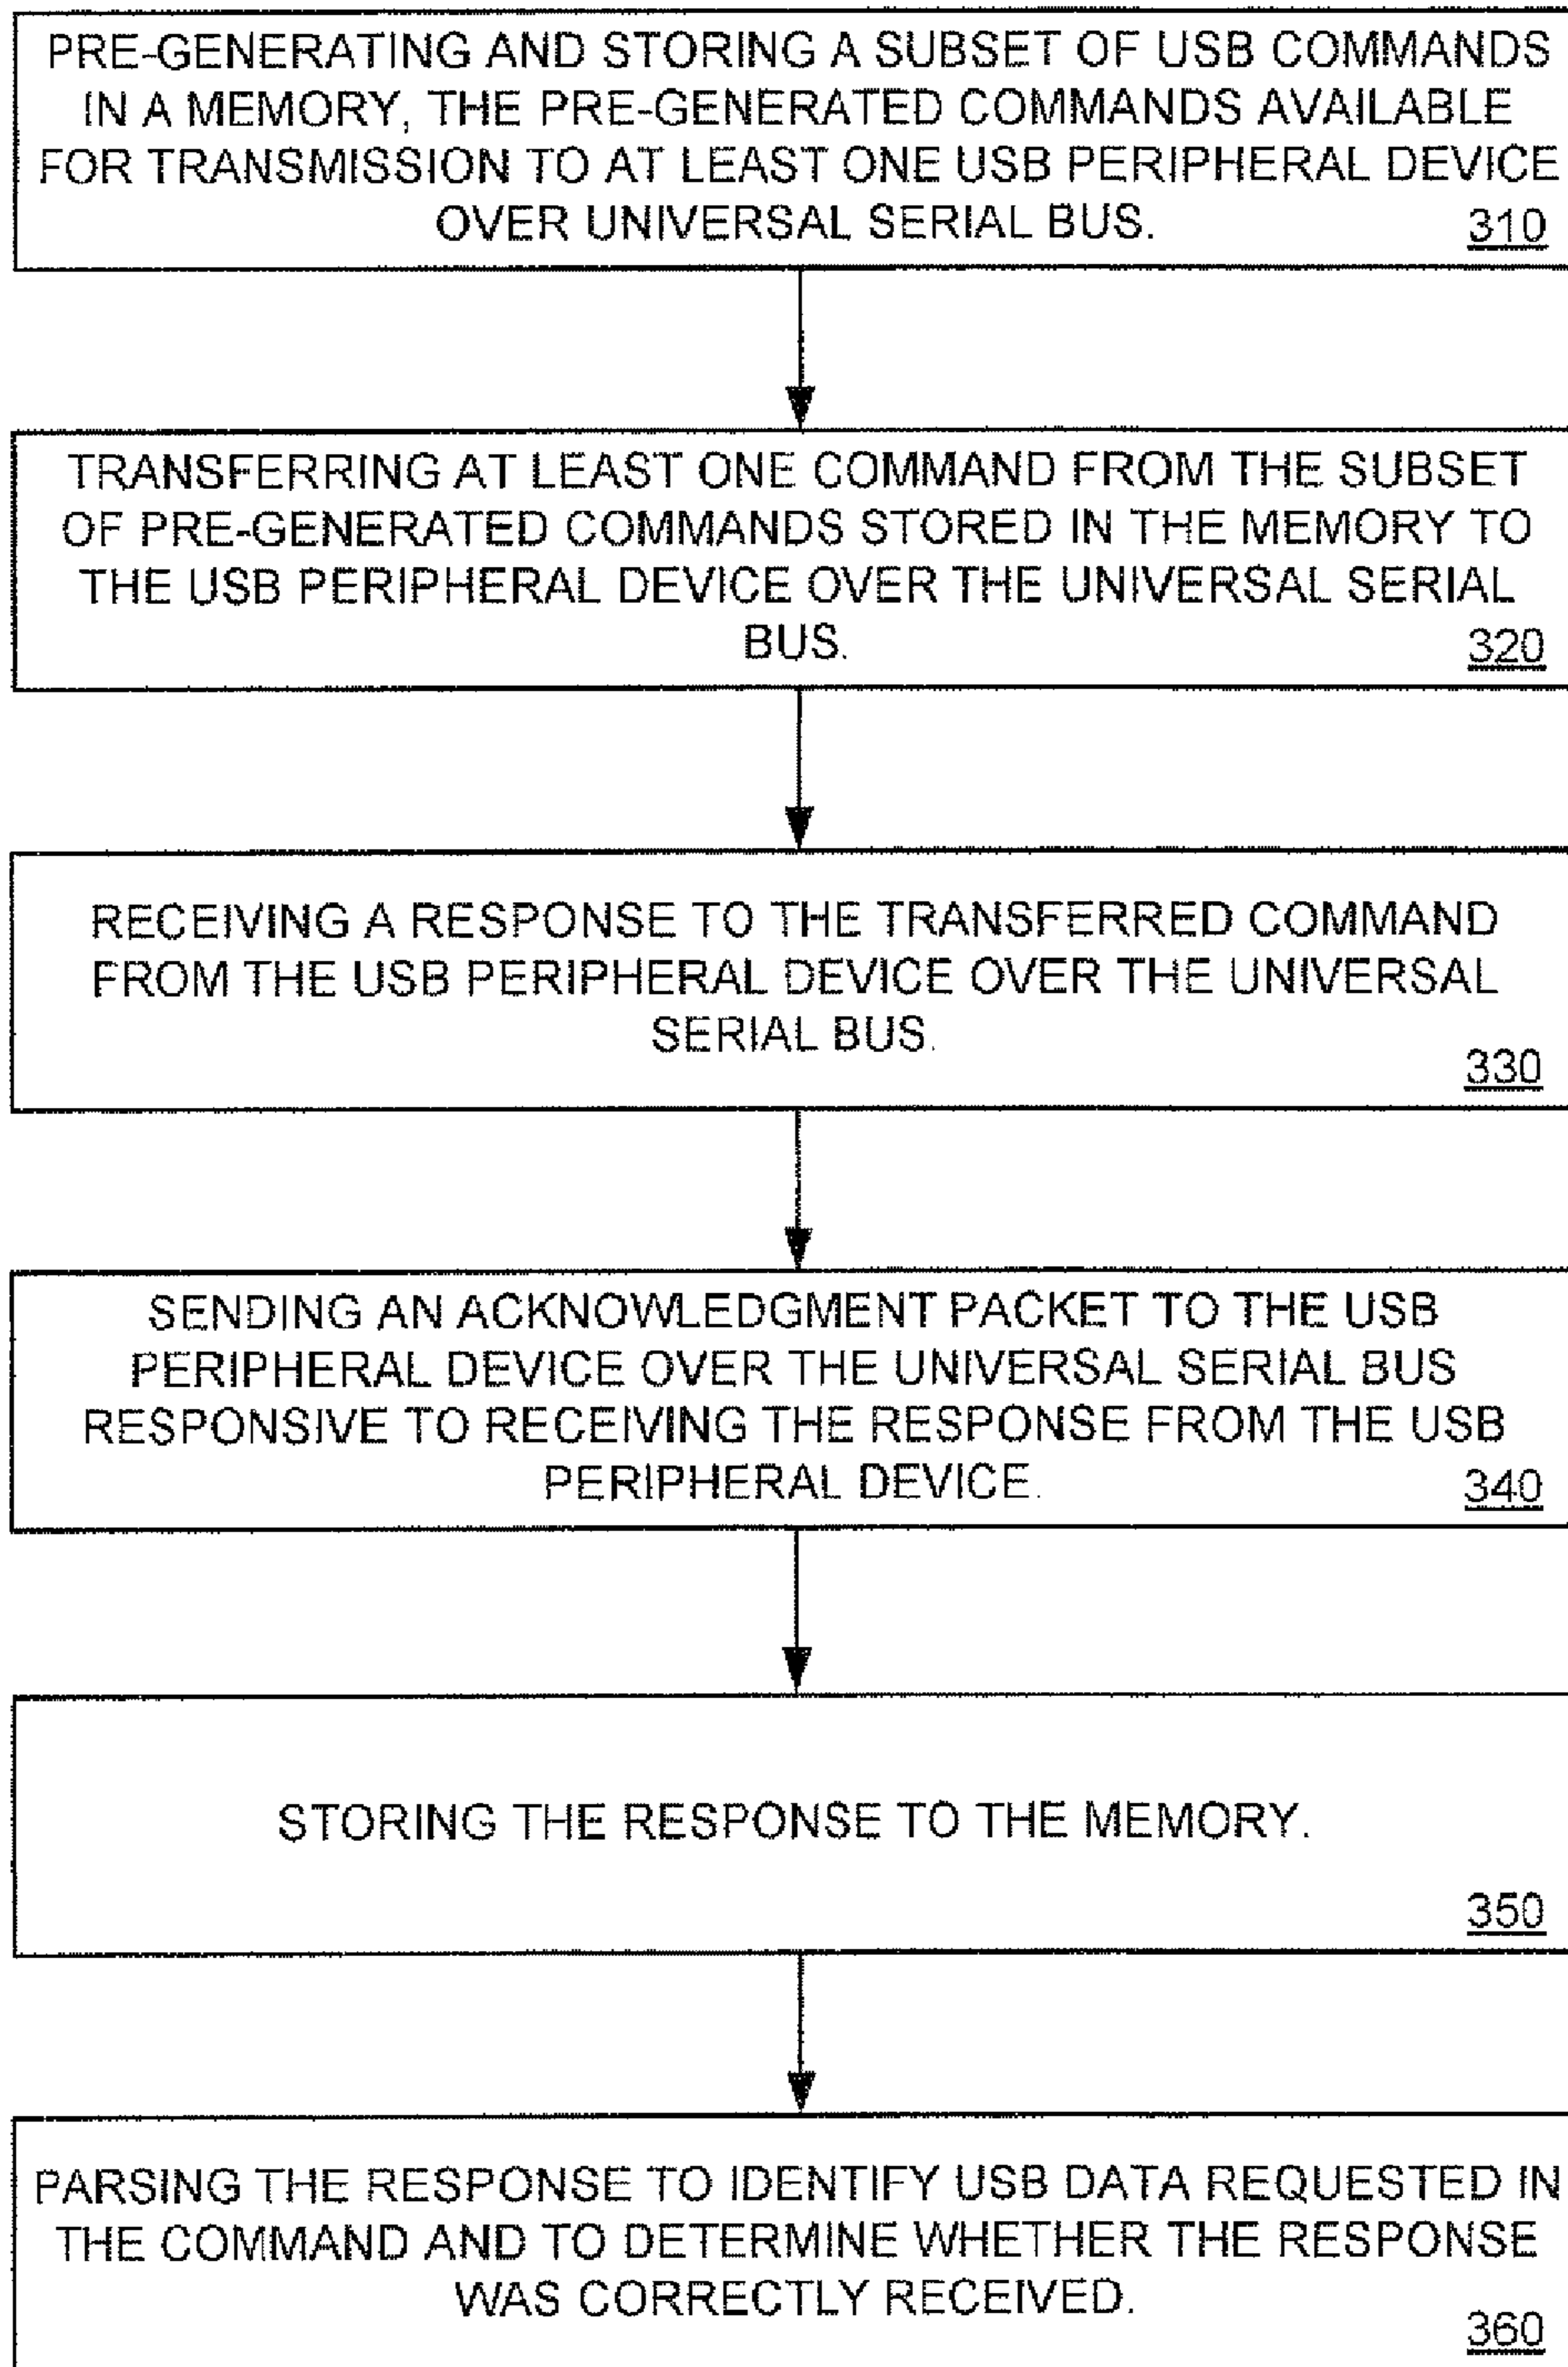 PRE-GENERATING AND STORING A SUBSET OF USB COMMANDS
IN A MEMORY, THE PRE-GENERATED COMMANDS AVAILABLE
FOR TRANSMISSION TO AT LEAST ONE USB PERIPHERAL DEVICE
OVER UNIVERSAL SERIAL BUS.
310
TRANSFERRING AT LEAST ONE COMMAND FROM THE SUBSET
OF PRE-GENERATED COMMANDS STORED IN THE MEMORY TO
THE USB PERIPHERAL DEVICE OVER THE UNIVERSAL SERIAL
BUS.
320
RECEIVING A RESPONSE TO THE TRANSFERRED COMMAND
FROM THE USB PERIPHERAL DEVICE OVER THE UNIVERSAL
SERIAL BUS.
330
SENDING AN ACKNOWLEDGMENT PACKET TO THE USB
PERIPHERAL DEVICE OVER THE UNIVERSAL SERIAL BUS
RESPONSIVE TO RECEIVING THE RESPONSE FROM THE USB
PERIPHERAL DEVICE.
340
STORING THE RESPONSE TO THE MEMORY.
350
PARSING THE RESPONSE TO IDENTIFY USB DATA REQUESTED IN
THE COMMAND AND TO DETERMINE WHETHER THE RESPONSE
WAS CORRECTLY RECEIVED.
360